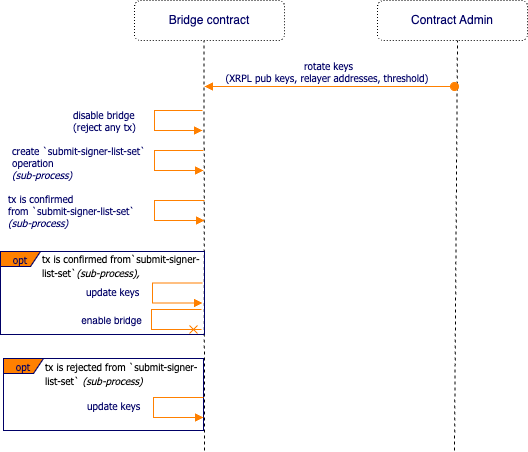 Bridge contract
Contract Admin
rotate keys
(XRPL pub keys, relayer addresses, threshold)
disable bridge
(reject any tx)
create `submit-signer-list-set`
operation
(sub-process)
tx is confirmed
from `submit-signer-list-set`
(sub-process)
opt
tx is confirmed from`submit-signer-
list-set`(sub-process),
update keys
enable bridge
opt
tx is rejected from `submit-signer-
list-set` (sub-process)
update keys